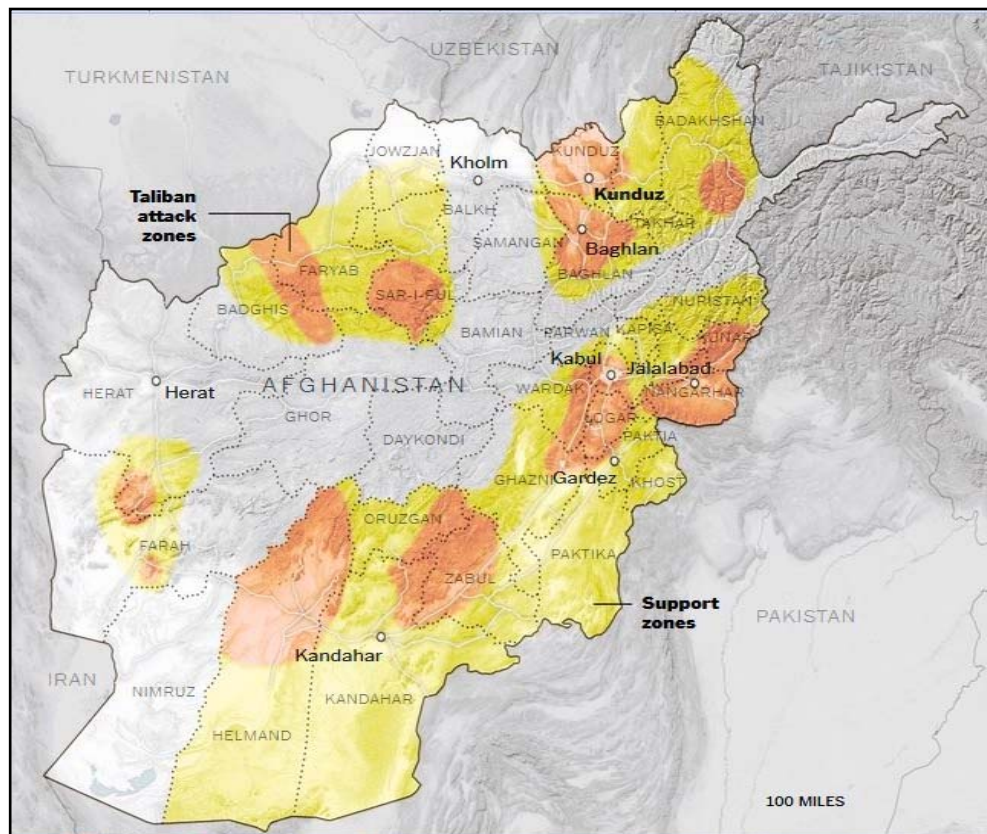 UZBEKISTAN
TURKMENISTAN
TAJIKISTAN
BADAKHSHAN
JOWZJAN
KUNDUZ
Kholm
Kunduz
Taliban
attack
zones
BALKH
TAKHAR
SAMANGAN
Baghlan
FARYAB
BAGHLAN
SAR-I-PUL
NURISTAN
BADGHIS
BAMIAN
PARWAN
KAPISA
KUNAR
Kabul
Jalalabad
HERAT
Herat
AFGHANISTAN
WARDAK
NANGARHAR
GHOR
LOGAR
DAYKONDI
PAKTIA
GHAZNI
Gardez
KHOST
ORUZGAN
FARAH
PAKTIKA
ZABUL
Support
zones
PAKISTAN
Kandahar
IRAN
NIMRUZ
KANDAHAR
HELMAND
100 MILES